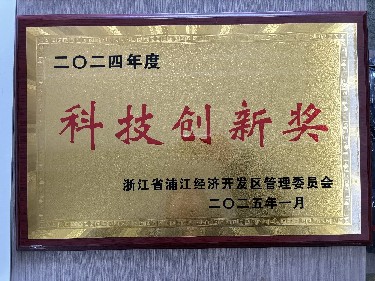 二〇二四年度
科技创新奖
浙江省浦江经济开发区管理委员会
二〇二五年一月